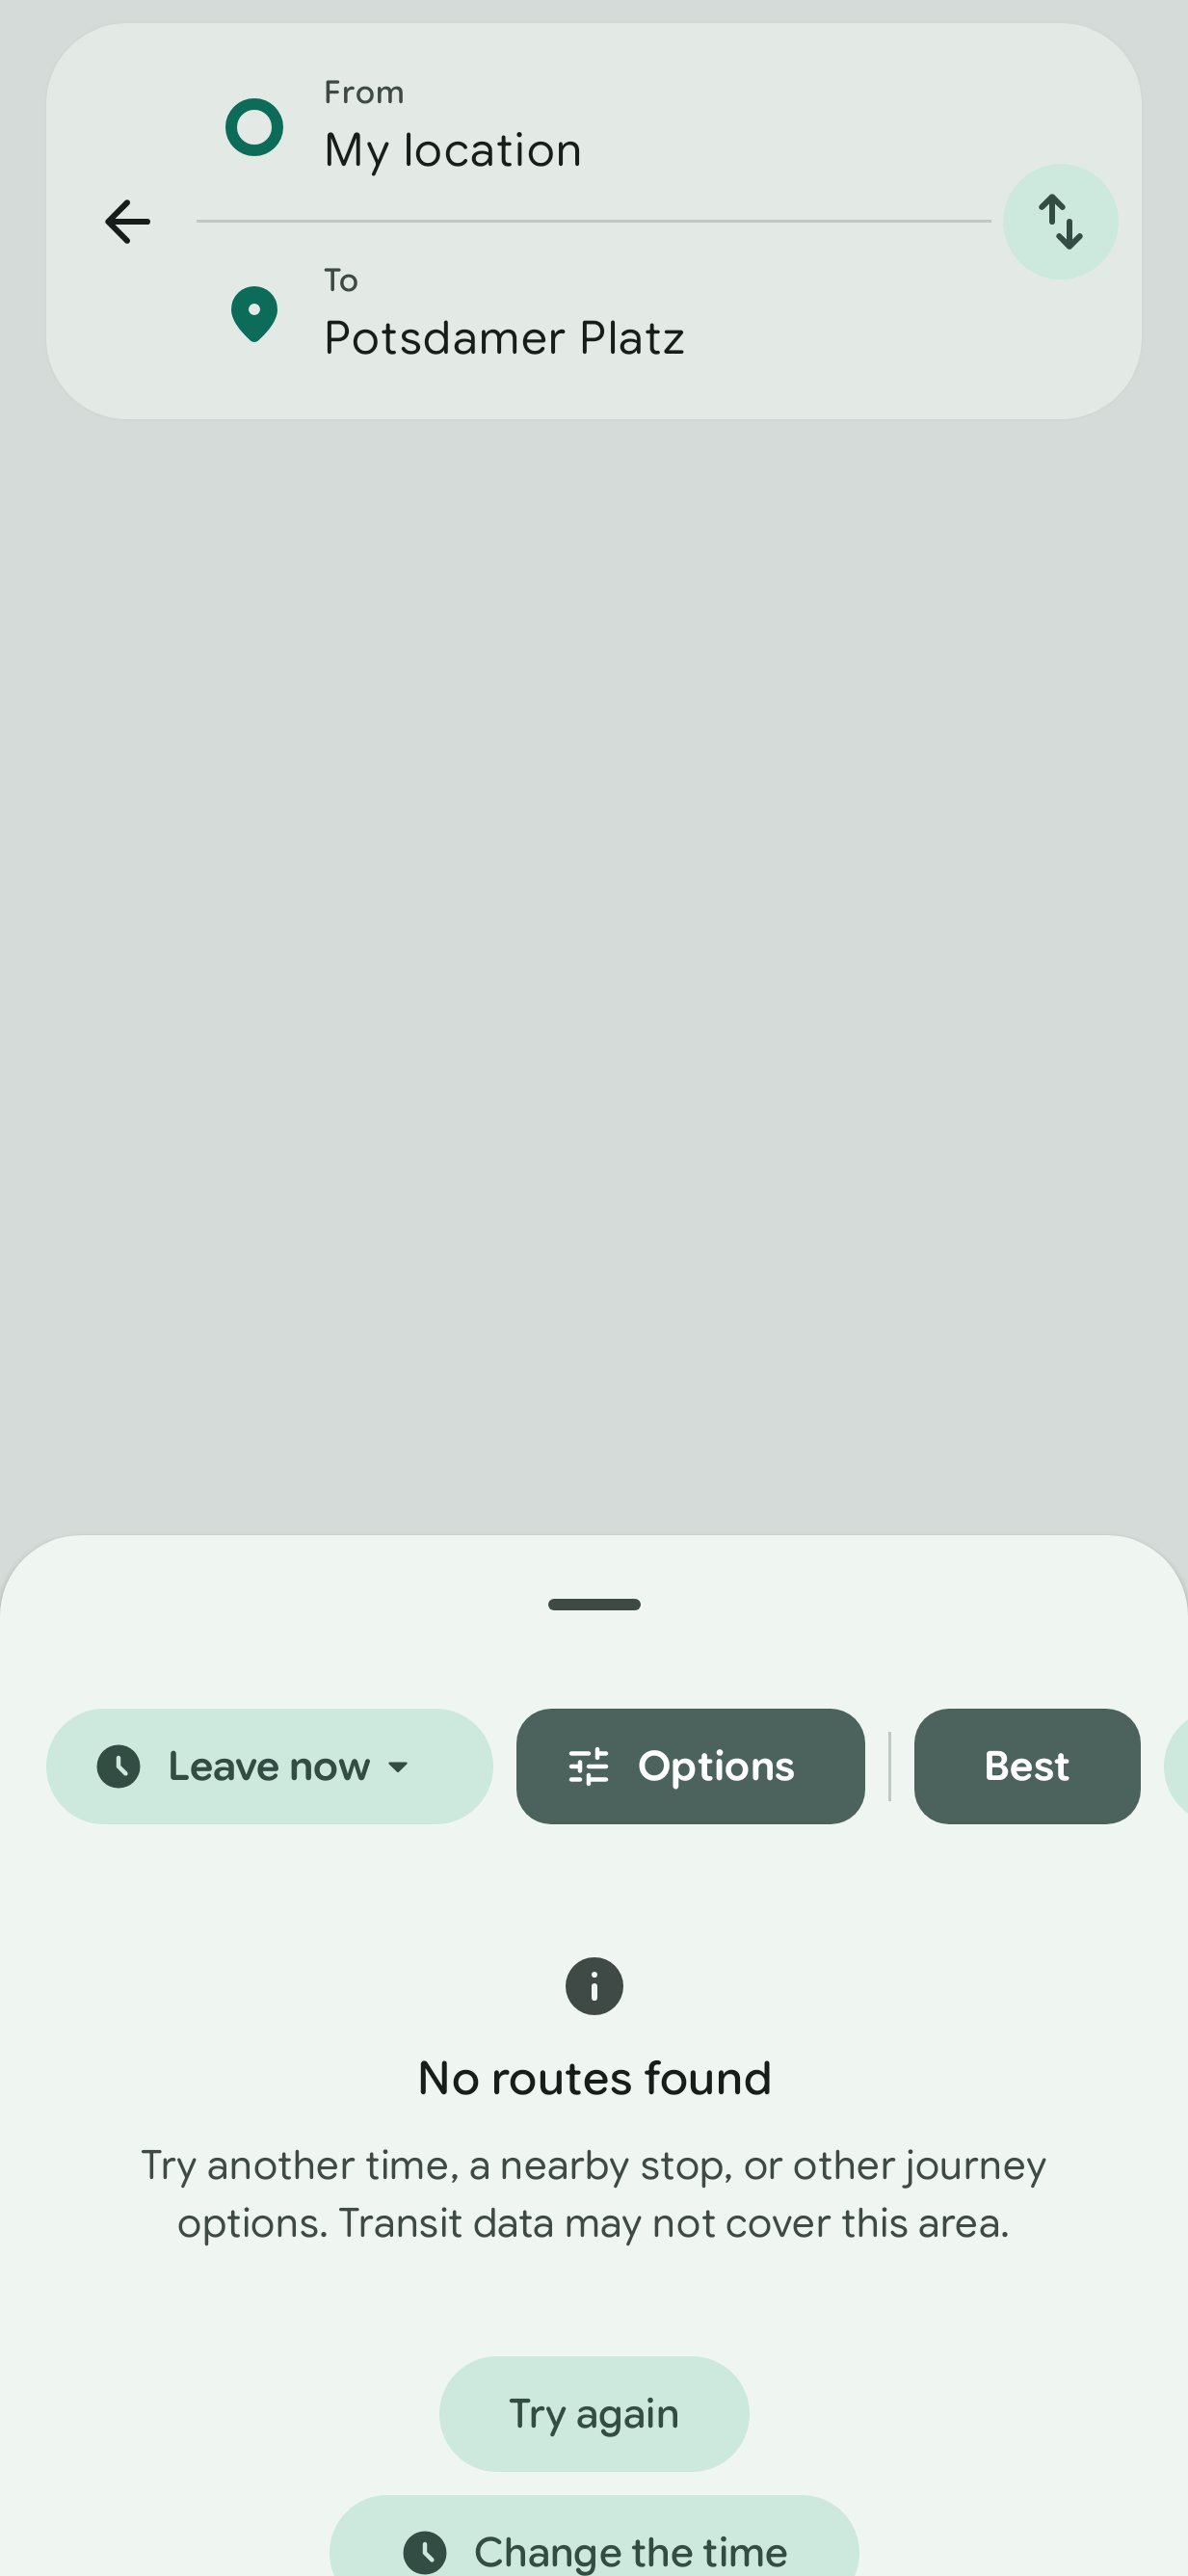 From
My location
To
Potsdamer Platz
Leave now
Options
Best
No routes found
Try another time, a nearby stop, or other journey
options. Transit data may not cover this area.
Try again
Change the time